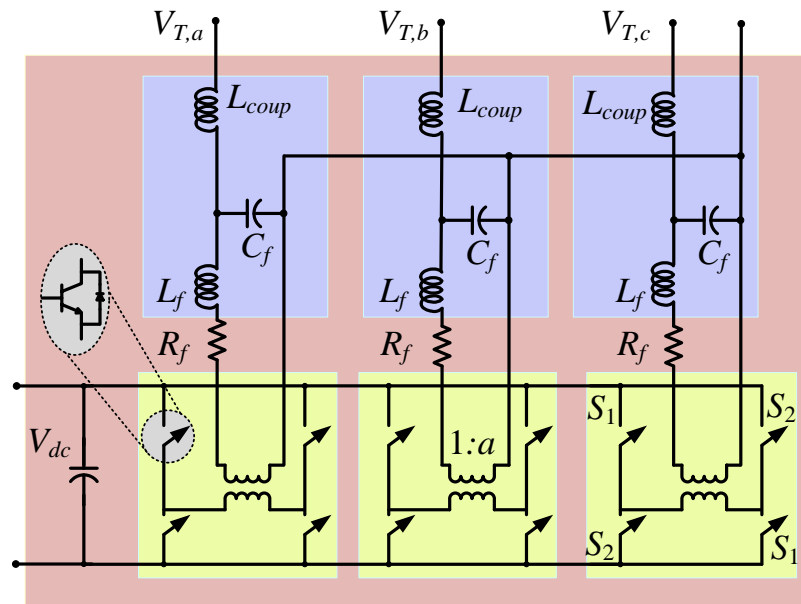 V_{T,a} V_{T,b} V_{T,c}
L_{coup} L_{coup} L_{coup}
C_f C_f C_f
L_f L_f L_f
R_f R_f R_f
S_1 S_2
V_{dc} 1:a
S_2 S_1